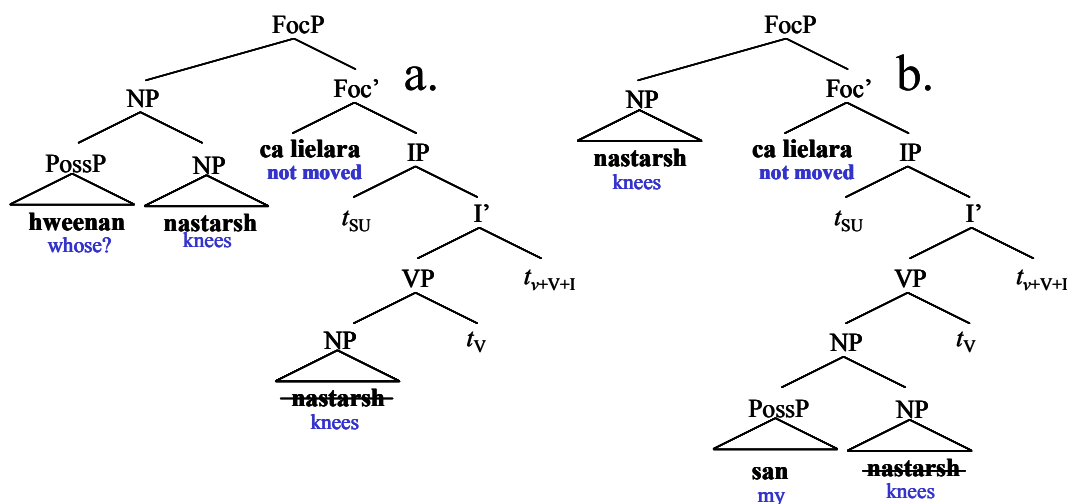 FocP
a.
NP
Foc’
PossP
NP
ca lielara
not moved
IP
hweenan
whose?
nastarsh
knees
tSU
I’
VP
tv+V+I
NP
tV
nastarsh
knees
FocP
b.
NP
Foc’
nastarsh
knees
ca lielara
not moved
IP
tSU
I’
VP
tv+V+I
NP
tV
PossP
NP
san
my
nastarsh
knees